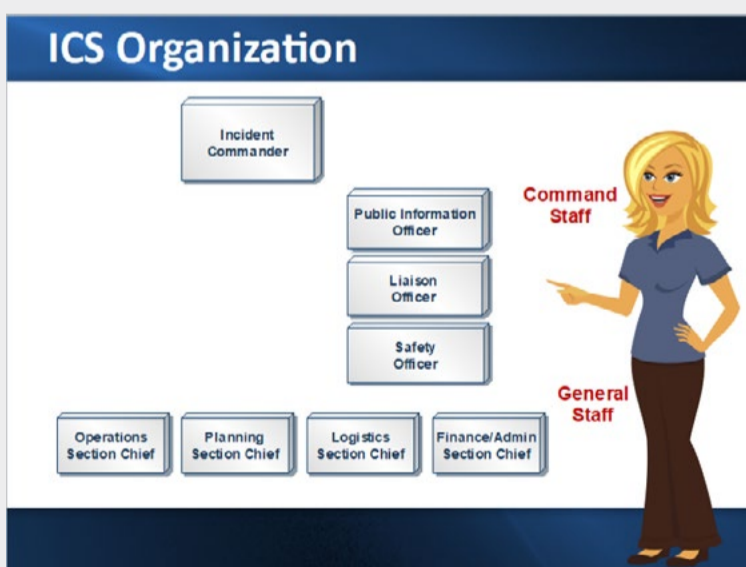 ICS Organization
Incident
Commander
Public Information
Officer
Command
Staff
Liaison
Officer
Safety
Officer
General
Staff
Operations
Section Chief
Planning
Section Chief
Logistics
Section Chief
Finance/Admin
Section Chief